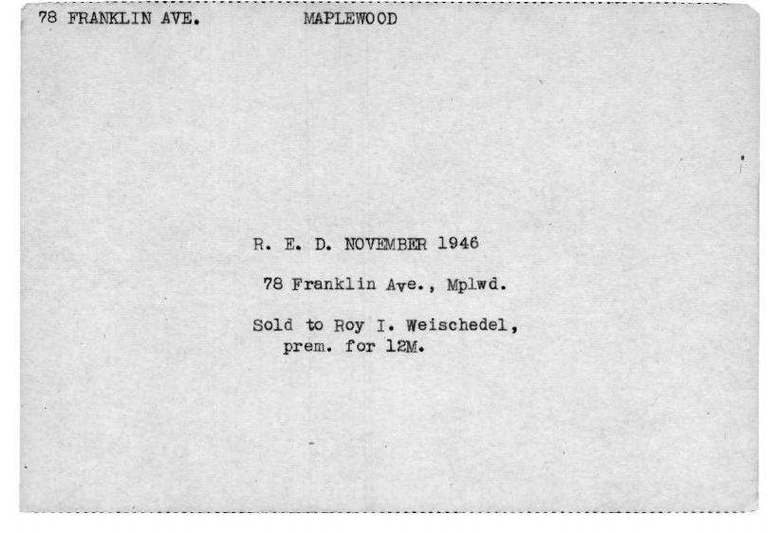 78 FRANKLIN AVE. MAPLEWOOD
R. E. D. NOVEMBER 1946
78 Franklin Ave., Mplwd.
Sold to Roy I. Weischedel,
prem. for 12M.